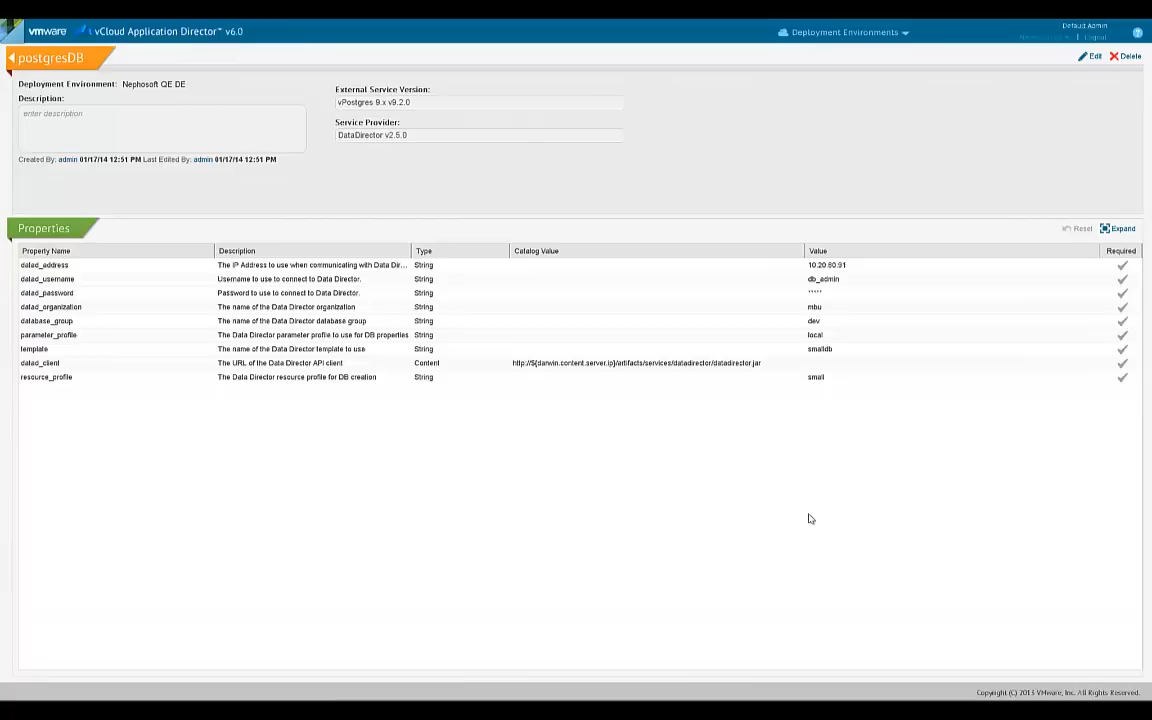 vmware vCloud Application Director™ v6.0 Deployment Environments Default Admin
Logout ?
postgresDB Edit Delete
Deployment Environment: Nephosoft QE DE
Description:
enter description
External Service Version:
vPostgres 9.x v9.2.0
Service Provider:
DataDirector v2.5.0
Created By: admin 01/17/14 12:51 PM Last Edited By: admin 01/17/14 12:51 PM
Properties Reset Expand
Property Name Description Type Catalog Value Value Required
datad_address The IP Address to use when communicating with Data Dir... String 10.20.80.91
datad_username Username to use to connect to Data Director. String db_admin
datad_password Password to use to connect to Data Director. String *****
datad_organization The name of the Data Director organization String mbu
database_group The name of the Data Director database group String dev
parameter_profile The Data Director parameter profile to use for DB properties String local
template The name of the Data Director template to use String smalldb
datad_client The URL of the Data Director API client Content http://${darwin.content.server.ip}/artifacts/services/datadirector/datadirector.jar
resource_profile The Data Director resource profile for DB creation String small
Copyright (C) 2013 VMware, Inc. All Rights Reserved.